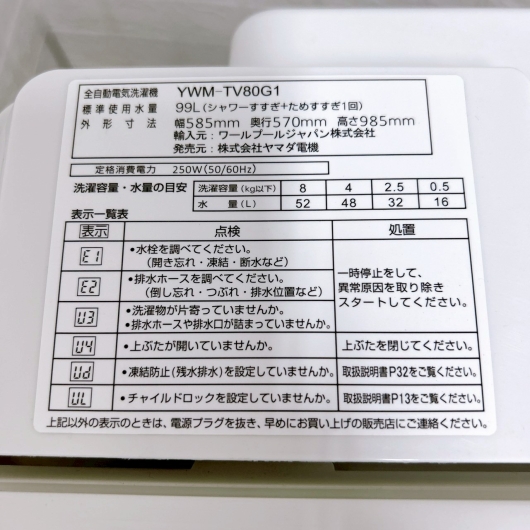 全自動電気洗濯機 YWM-TV80G1
標準使用水量 99L(シャワーすすぎ+ためすすぎ1回)
外形寸法 幅585mm 奥行570mm 高さ985mm
輸入元:ワールプールジャパン株式会社
発売元:株式会社ヤマダ電機
定格消費電力 250W(50/60Hz)
洗濯容量・水量の目安 洗濯容量(kg以下) 8 4 2.5 0.5
水量(L) 52 48 32 16
表示一覧表
表示 点検 処置
E1 •水栓を調べてください。
(開き忘れ・凍結・断水など)
E2 •排水ホースを調べてください。
(倒し忘れ・つぶれ・排水位置など)
U3 •洗濯物が片寄っていませんか。
•排水ホースや排水口が詰まっていませんか。
一時停止をして、
異常原因を取り除き
スタートしてください。
U4 •上ぶたが開いていませんか。 上ぶたを閉じてください。
Ud •凍結防止(残水排水)を設定していませんか。 取扱説明書P32をご覧ください。
UL •チャイルドロックを設定していませんか。 取扱説明書P13をご覧ください。
上記以外の表示のときは、電源プラグを抜き、早めにお買い上げの販売店にご連絡ください。